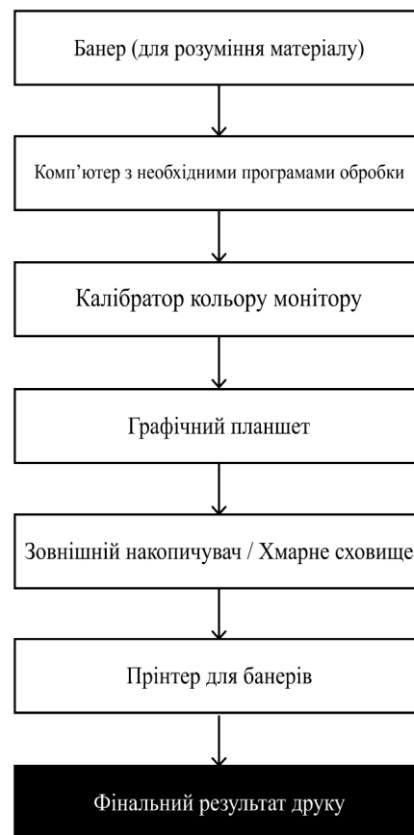 Банер (для розуміння матеріалу)
Комп’ютер з необхідними програмами обробки
Калібратор кольору монітору
Графічний планшет
Зовнішній накопичувач / Хмарне сховище
Прінтер для банерів
Фінальний результат друку